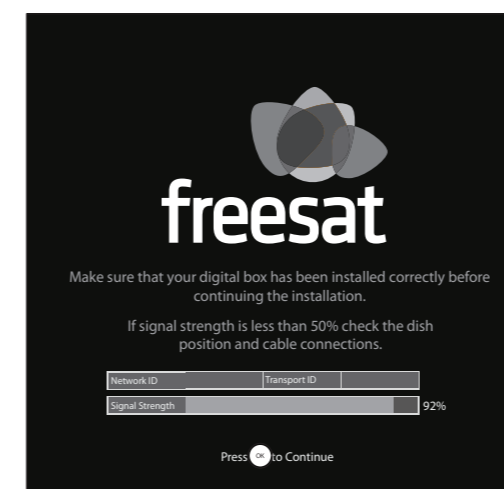 freesat
Make sure that your digital box has been installed correctly before
continuing the installation.
If signal strength is less than 50% check the dish
position and cable connections.
Network ID Transport ID
Signal Strength 92%
Press OK to Continue